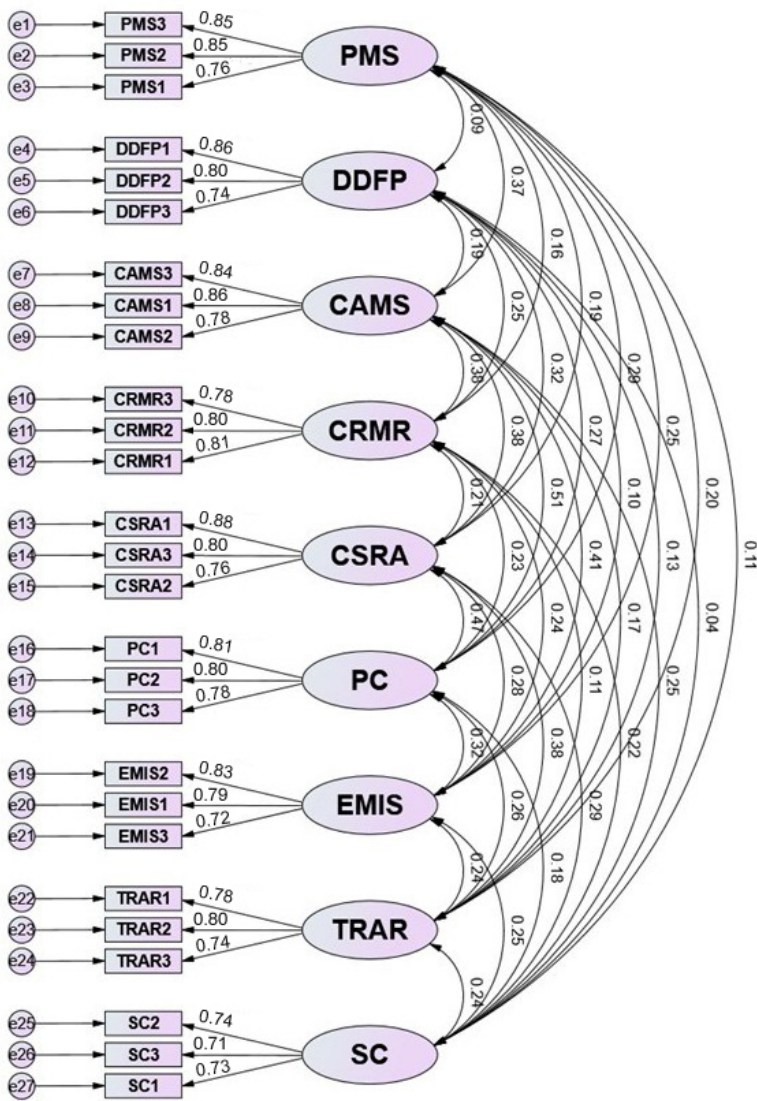 e1 PMS3 0.85
e2 PMS2 0.85 PMS
e3 PMS1 0.76
0.09
e4 DDFP1 0.86
e5 DDFP2 0.80 DDFP 0.37
e6 DDFP3 0.74
0.19 0.16
e7 CAMS3 0.84
e8 CAMS1 0.86 CAMS 0.25 0.19
e9 CAMS2 0.78
0.38 0.32 0.29
e10 CRMR3 0.78
e11 CRMR2 0.80 CRMR 0.38 0.27 0.25
e12 CRMR1 0.81
0.21 0.51 0.10 0.20
e13 CSRA1 0.88
e14 CSRA3 0.80 CSRA 0.23 0.41 0.13 0.11
e15 CSRA2 0.76
0.47 0.24 0.17 0.04
e16 PC1 0.81
e17 PC2 0.80 PC 0.28 0.11 0.25
e18 PC3 0.78
0.32 0.38 0.22
e19 EMIS2 0.83
e20 EMIS1 0.79 EMIS 0.26 0.29
e21 EMIS3 0.72
0.24 0.18
e22 TRAR1 0.78
e23 TRAR2 0.80 TRAR 0.25
e24 TRAR3 0.74
0.24
e25 SC2 0.74
e26 SC3 0.71 SC
e27 SC1 0.73